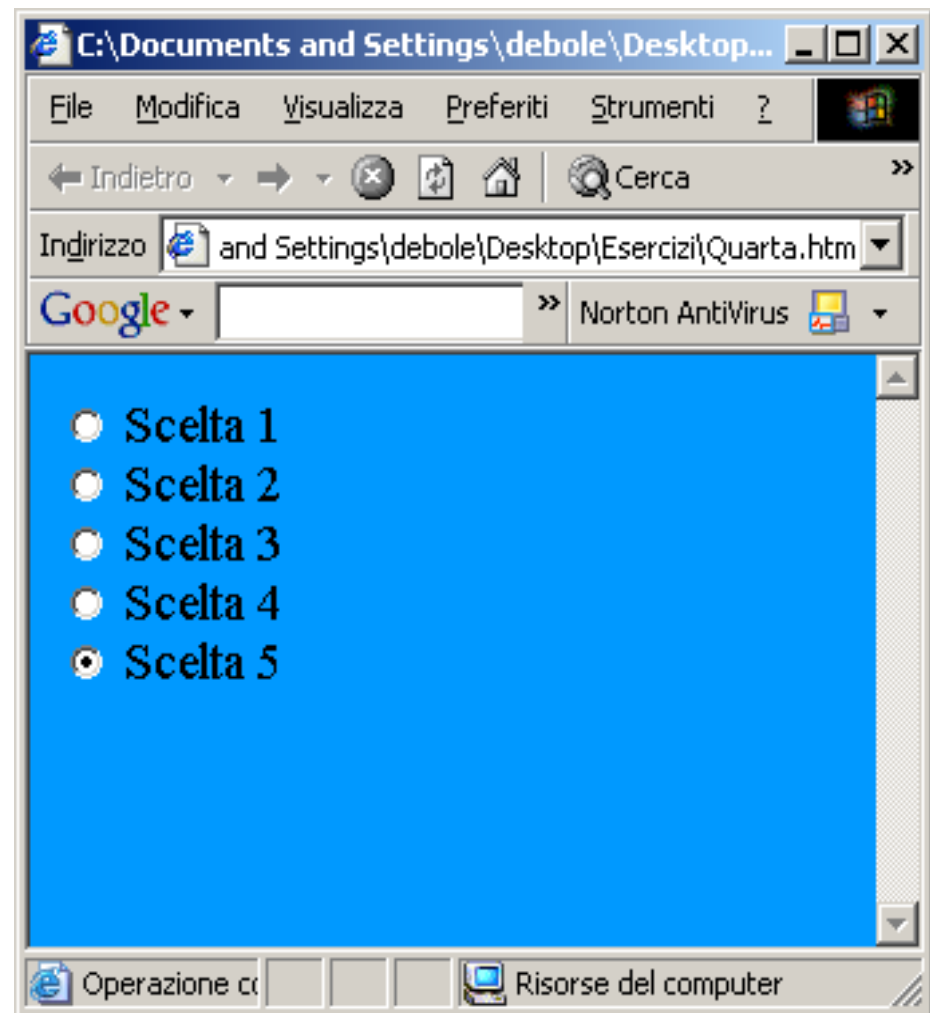 C:\Documents and Settings\debole\Desktop...
File Modifica Visualizza Preferiti Strumenti ?
Indietro Cerca »
Indirizzo and Settings\debole\Desktop\Esercizi\Quarta.htm
Google » Norton AntiVirus
Scelta 1
Scelta 2
Scelta 3
Scelta 4
Scelta 5
Operazione Risorse del computer